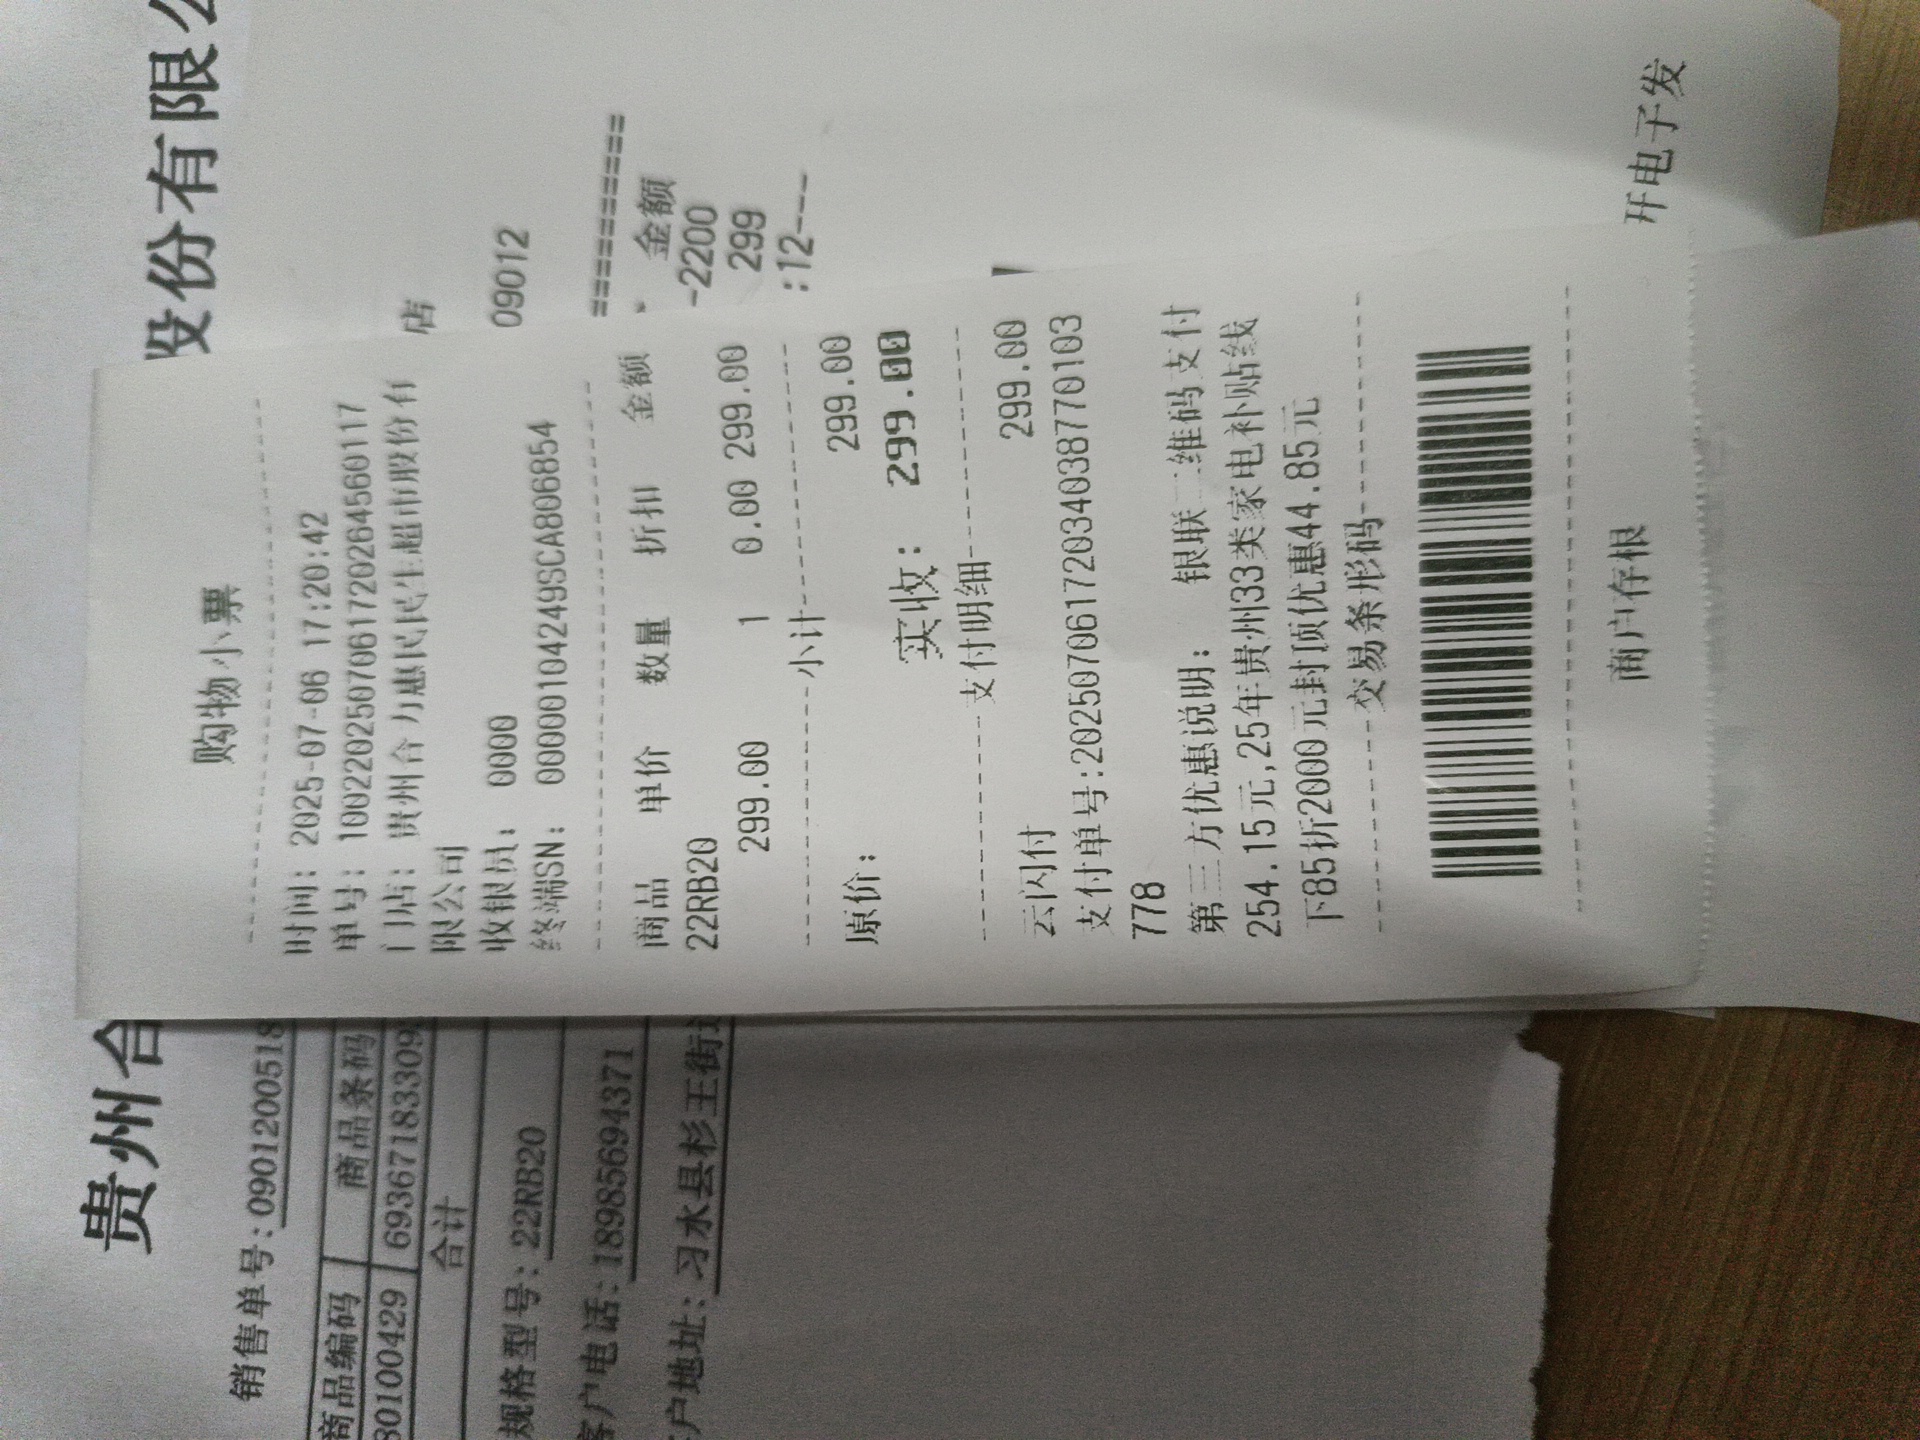 购物小票
时间: 2025-07-06 17:20:42
单号: 100220250706172026456​0117
门店: 贵州合力惠民民生超市股份有
限公司
收银员: 0000
终端SN: 00000104249SCA806854
商品 单价 数量 折扣 金额
22RB20
299.00 1 0.00 299.00
小计
原价: 299.00
实收: 299.00
支付明细
云闪付 299.00
支付单号:20250706172034038770103
778
第三方优惠说明: 银联二维码支付
254.15元,25年贵州33类家电补贴线
下85折2000元封顶优惠44.85元
交易条形码
商户存根
贵州合
股份有限公
销售单号:0901200518
商品编码 商品条码
80100429 69367183309
合计
规格型号:22RB20
客户电话:18985694371
户地址:习水县杉王街
店
09012
========
金额
-2200
299
:12---
开电子发